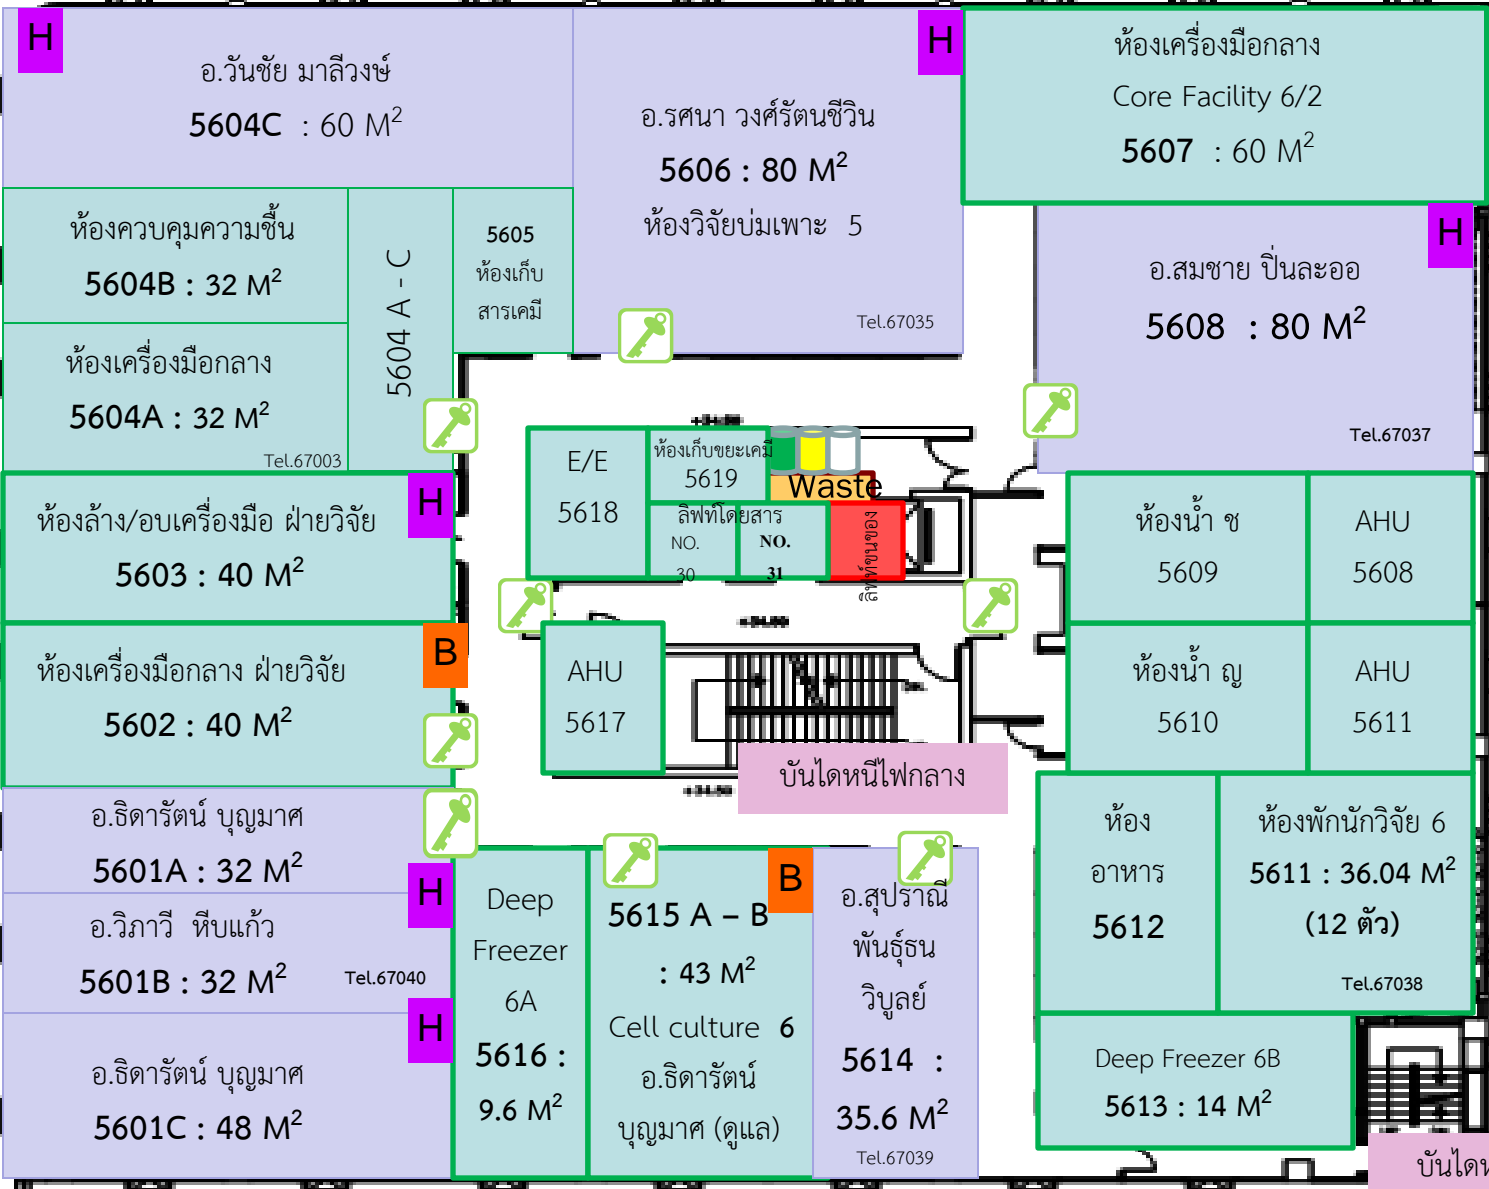 H
อ.วันชัย มาลีวงษ์
5604C : 60 M²
H
อ.รศนา วงศ์รัตนชีวิน
5606 : 80 M²
ห้องวิจัยบ่มเพาะ 5
Tel.67035
ห้องเครื่องมือกลาง
Core Facility 6/2
5607 : 60 M²
ห้องควบคุมความชื้น
5604B : 32 M²
5604 A - C
5605
ห้องเก็บ
สารเคมี
H
อ.สมชาย ปิ่นละออ
5608 : 80 M²
Tel.67037
ห้องเครื่องมือกลาง
5604A : 32 M²
Tel.67003
E/E
5618
ห้องเก็บขยะเคมี
5619
Waste
ลิฟท์โดยสาร
NO.
30
NO.
31
ลิฟท์ขนของ
H
ห้องล้าง/อบเครื่องมือ ฝ่ายวิจัย
5603 : 40 M²
ห้องน้ำ ช
5609
AHU
5608
B
ห้องเครื่องมือกลาง ฝ่ายวิจัย
5602 : 40 M²
AHU
5617
ห้องน้ำ ญ
5610
AHU
5611
บันไดหนีไฟกลาง
อ.ธิดารัตน์ บุญมาศ
5601A : 32 M²
H
อ.วิภาวี หีบแก้ว
5601B : 32 M²
Tel.67040
H
อ.ธิดารัตน์ บุญมาศ
5601C : 48 M²
Deep
Freezer
6A
5616 :
9.6 M²
B
5615 A – B
: 43 M²
Cell culture 6
อ.ธิดารัตน์
บุญมาศ (ดูแล)
อ.สุปราณี
พันธุ์ธน
วิบูลย์
5614 :
35.6 M²
Tel.67039
ห้อง
อาหาร
5612
ห้องพักนักวิจัย 6
5611 : 36.04 M²
(12 ตัว)
Tel.67038
Deep Freezer 6B
5613 : 14 M²
บันไดห